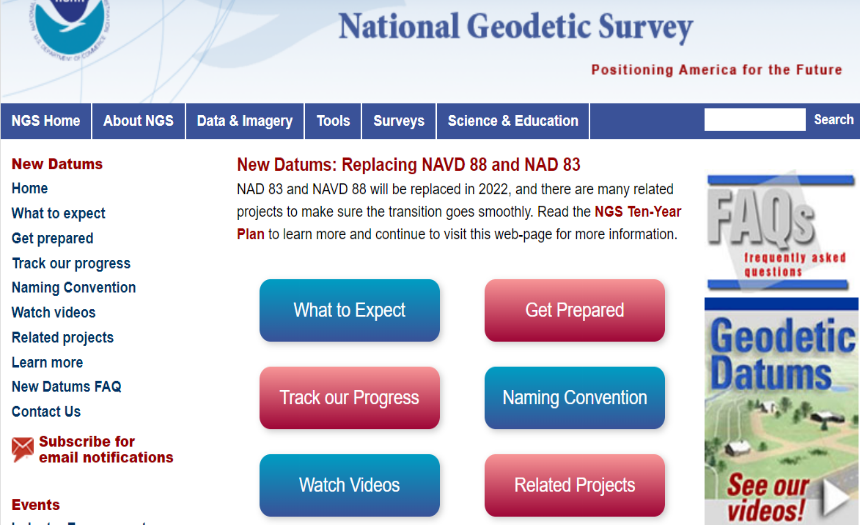 National Geodetic Survey
Positioning America for the Future
NGS Home About NGS Data & Imagery Tools Surveys Science & Education Search
New Datums
Home
What to expect
Get prepared
Track our progress
Naming Convention
Watch videos
Related projects
Learn more
New Datums FAQ
Contact Us
Subscribe for
email notifications
Events
New Datums: Replacing NAVD 88 and NAD 83
NAD 83 and NAVD 88 will be replaced in 2022, and there are many related
projects to make sure the transition goes smoothly. Read the NGS Ten-Year
Plan to learn more and continue to visit this web-page for more information.
What to Expect
Get Prepared
Track our Progress
Naming Convention
Watch Videos
Related Projects
FAQs
frequently asked
questions
Geodetic
Datums
See our
videos!